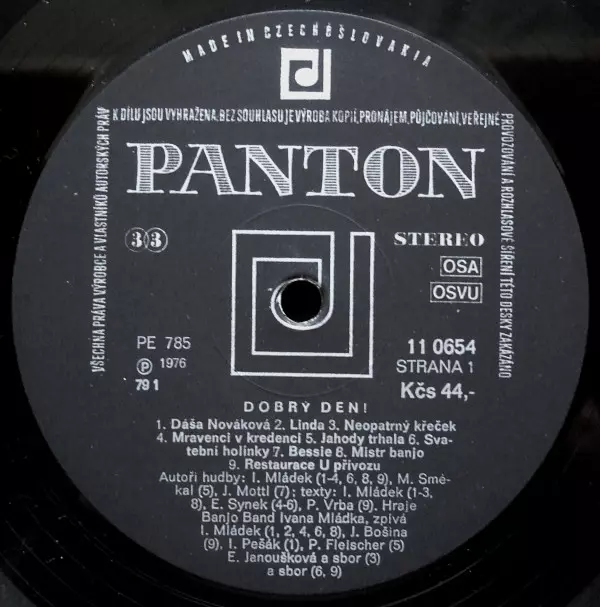 MADE IN CZECHOSLOVAKIA
VŠECHNA PRÁVA VÝROBCE A VLASTNÍKŮ AUTORSKÝCH PRÁV K DÍLU JSOU VYHRAŽENA, BEZ SOUHLASU JE VÝROBA KOPIÍ, PRONÁJEM, PŮJČOVÁNÍ, VEŘEJNÉ PROVOZOVÁNÍ A ROZHLASOVÉ ŠÍŘENÍ TÉTO DESKY ZAKÁZÁNO
PANTON
33
STEREO
OSA
OSVU
PE 785
℗ 1976
79 1
11 0654
STRANA 1
Kčs 44,-
DOBRÝ DEN!
1. Dáša Nováková 2. Linda 3. Neopatrný křeček
4. Mravenci v kredenci 5. Jahody trhala 6. Sva-
tební holínky 7. Bessie 8. Mistr banjo
9. Restaurace U přívozu
Autoři hudby: I. Mládek (1-4, 6, 8, 9), M. Smé-
kal (5), J. Mottl (7); texty: I. Mládek (1-3,
8), E. Synek (4-6), P. Vrba (9). Hraje
Banjo Band Ivana Mládka, zpívá
I. Mládek (1, 2, 4, 6, 8), J. Bošina
(9), I. Pešák (1), P. Fleischer (5)
E. Janoušková a sbor (3)
a sbor (6, 9)